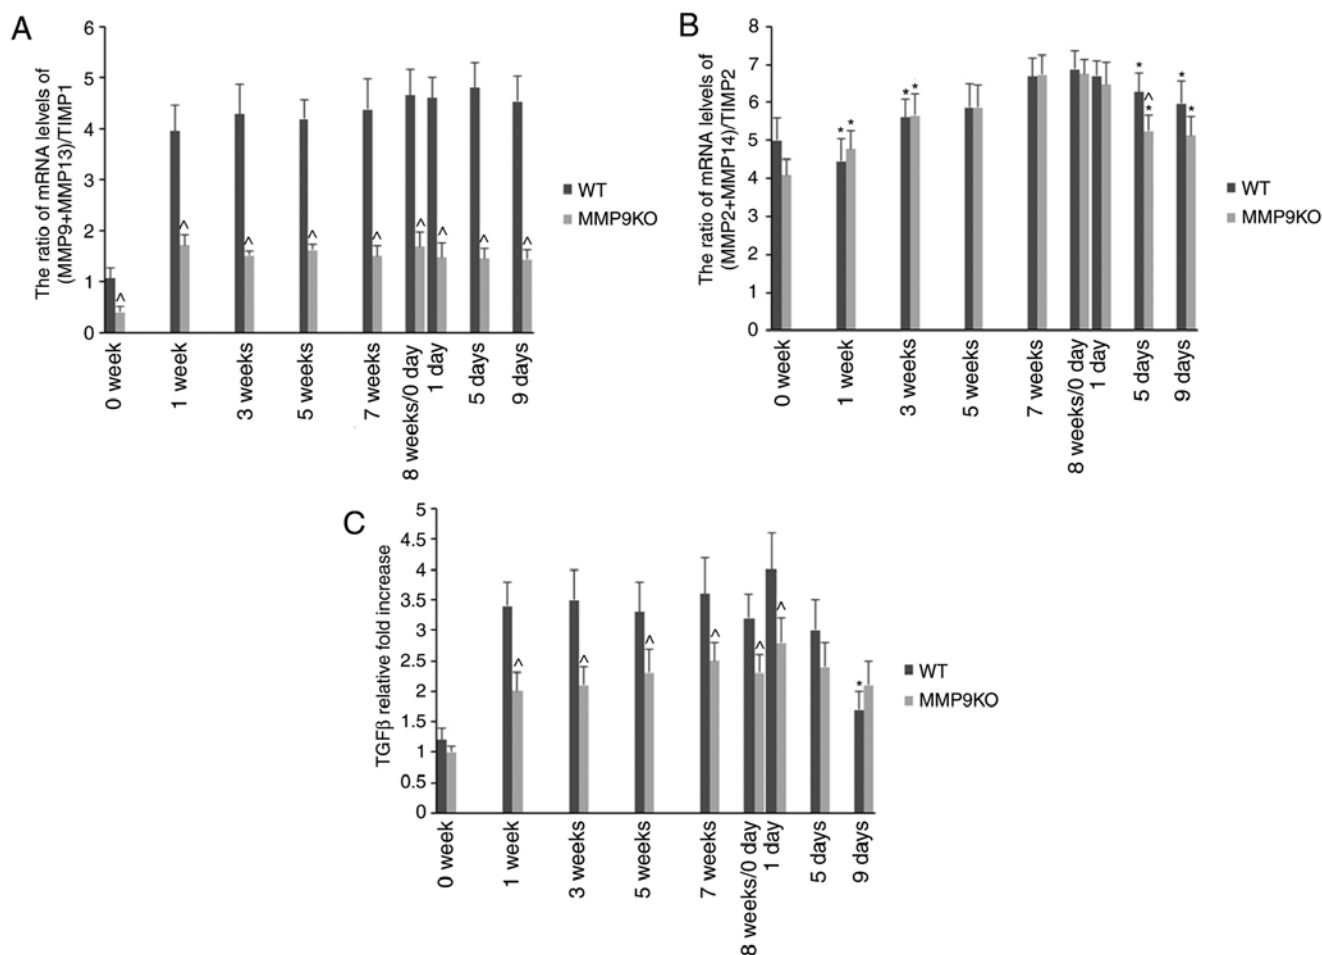 A
The ratio of mRNA lelvels of
(MMP9+MMP13)/TIMP1
6
5
4
3
2
1
0
^
^
^
^
^
^
^
^
^
0 week
1 week
3 weeks
5 weeks
7 weeks
8 weeks/0 day
1 day
5 days
9 days
WT
MMP9KO
B
The ratio of mRNA levels of
(MMP2+MMP14)/TIMP2
8
7
6
5
4
3
2
1
0
* *
* *
*
^
*
*
*
0 week
1 week
3 weeks
5 weeks
7 weeks
8 weeks/0 day
1 day
5 days
9 days
WT
MMP9KO
C
TGFβ relative fold increase
5
4.5
4
3.5
3
2.5
2
1.5
1
0.5
0
^
^
^
^
^
^
*
0 week
1 week
3 weeks
5 weeks
7 weeks
8 weeks/0 day
1 day
5 days
9 days
WT
MMP9KO